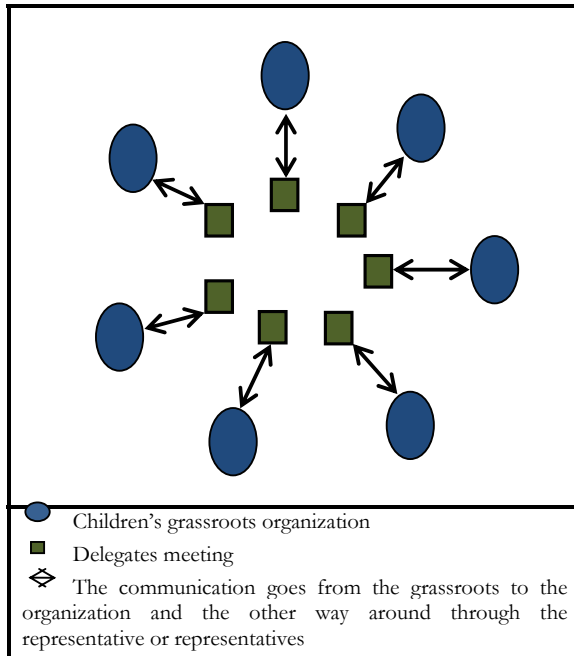 Children's grassroots organization
Delegates meeting
The communication goes from the grassroots to the
organization and the other way around through the
representative or representatives